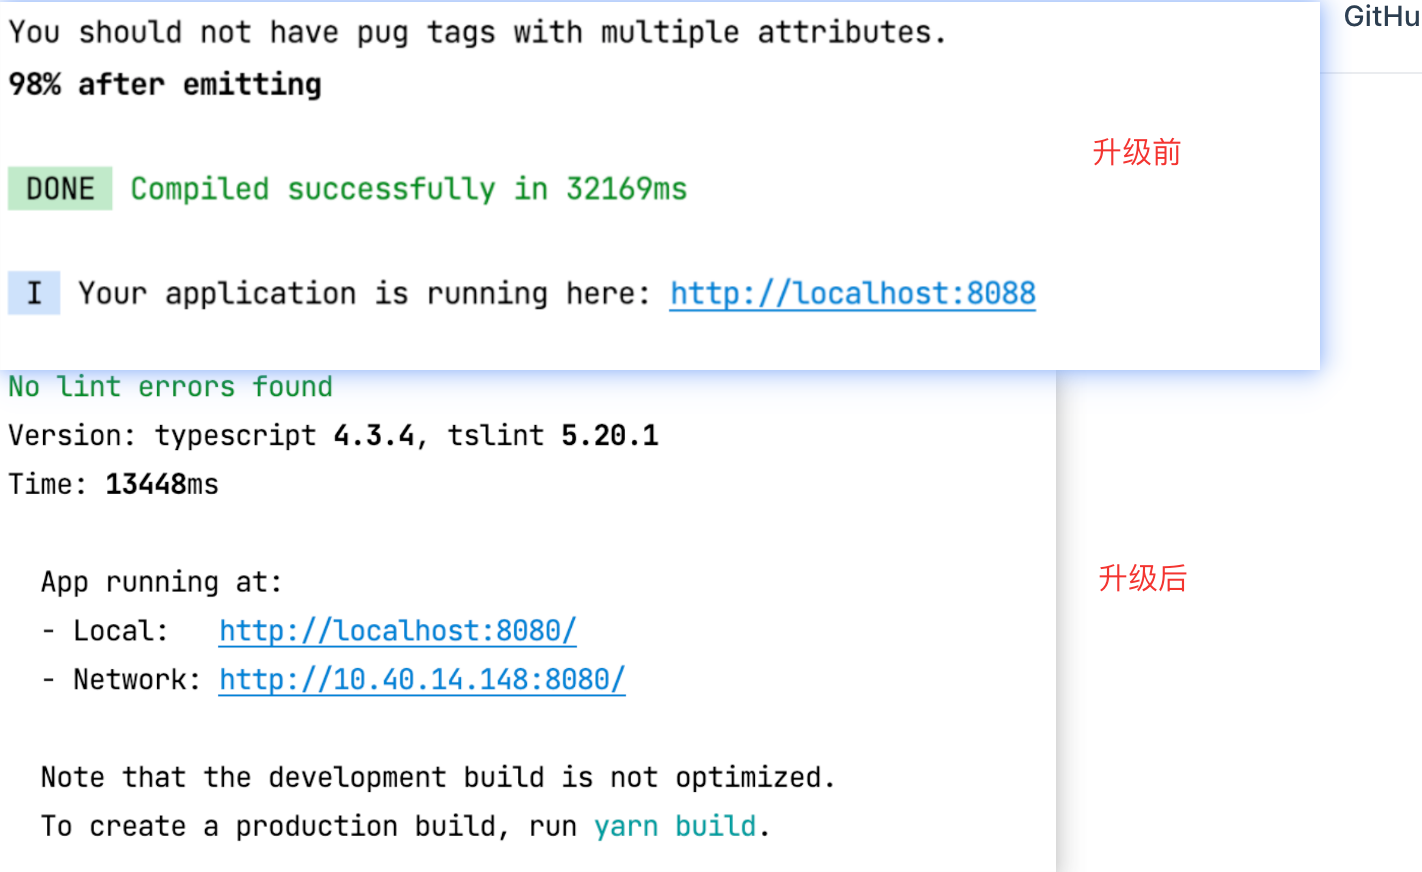 GitHu
You should not have pug tags with multiple attributes.
98% after emitting
升级前
DONE Compiled successfully in 32169ms
I Your application is running here: http://localhost:8088
No lint errors found
Version: typescript 4.3.4, tslint 5.20.1
Time: 13448ms
App running at:
升级后
- Local: http://localhost:8080/
- Network: http://10.40.14.148:8080/
Note that the development build is not optimized.
To create a production build, run yarn build.